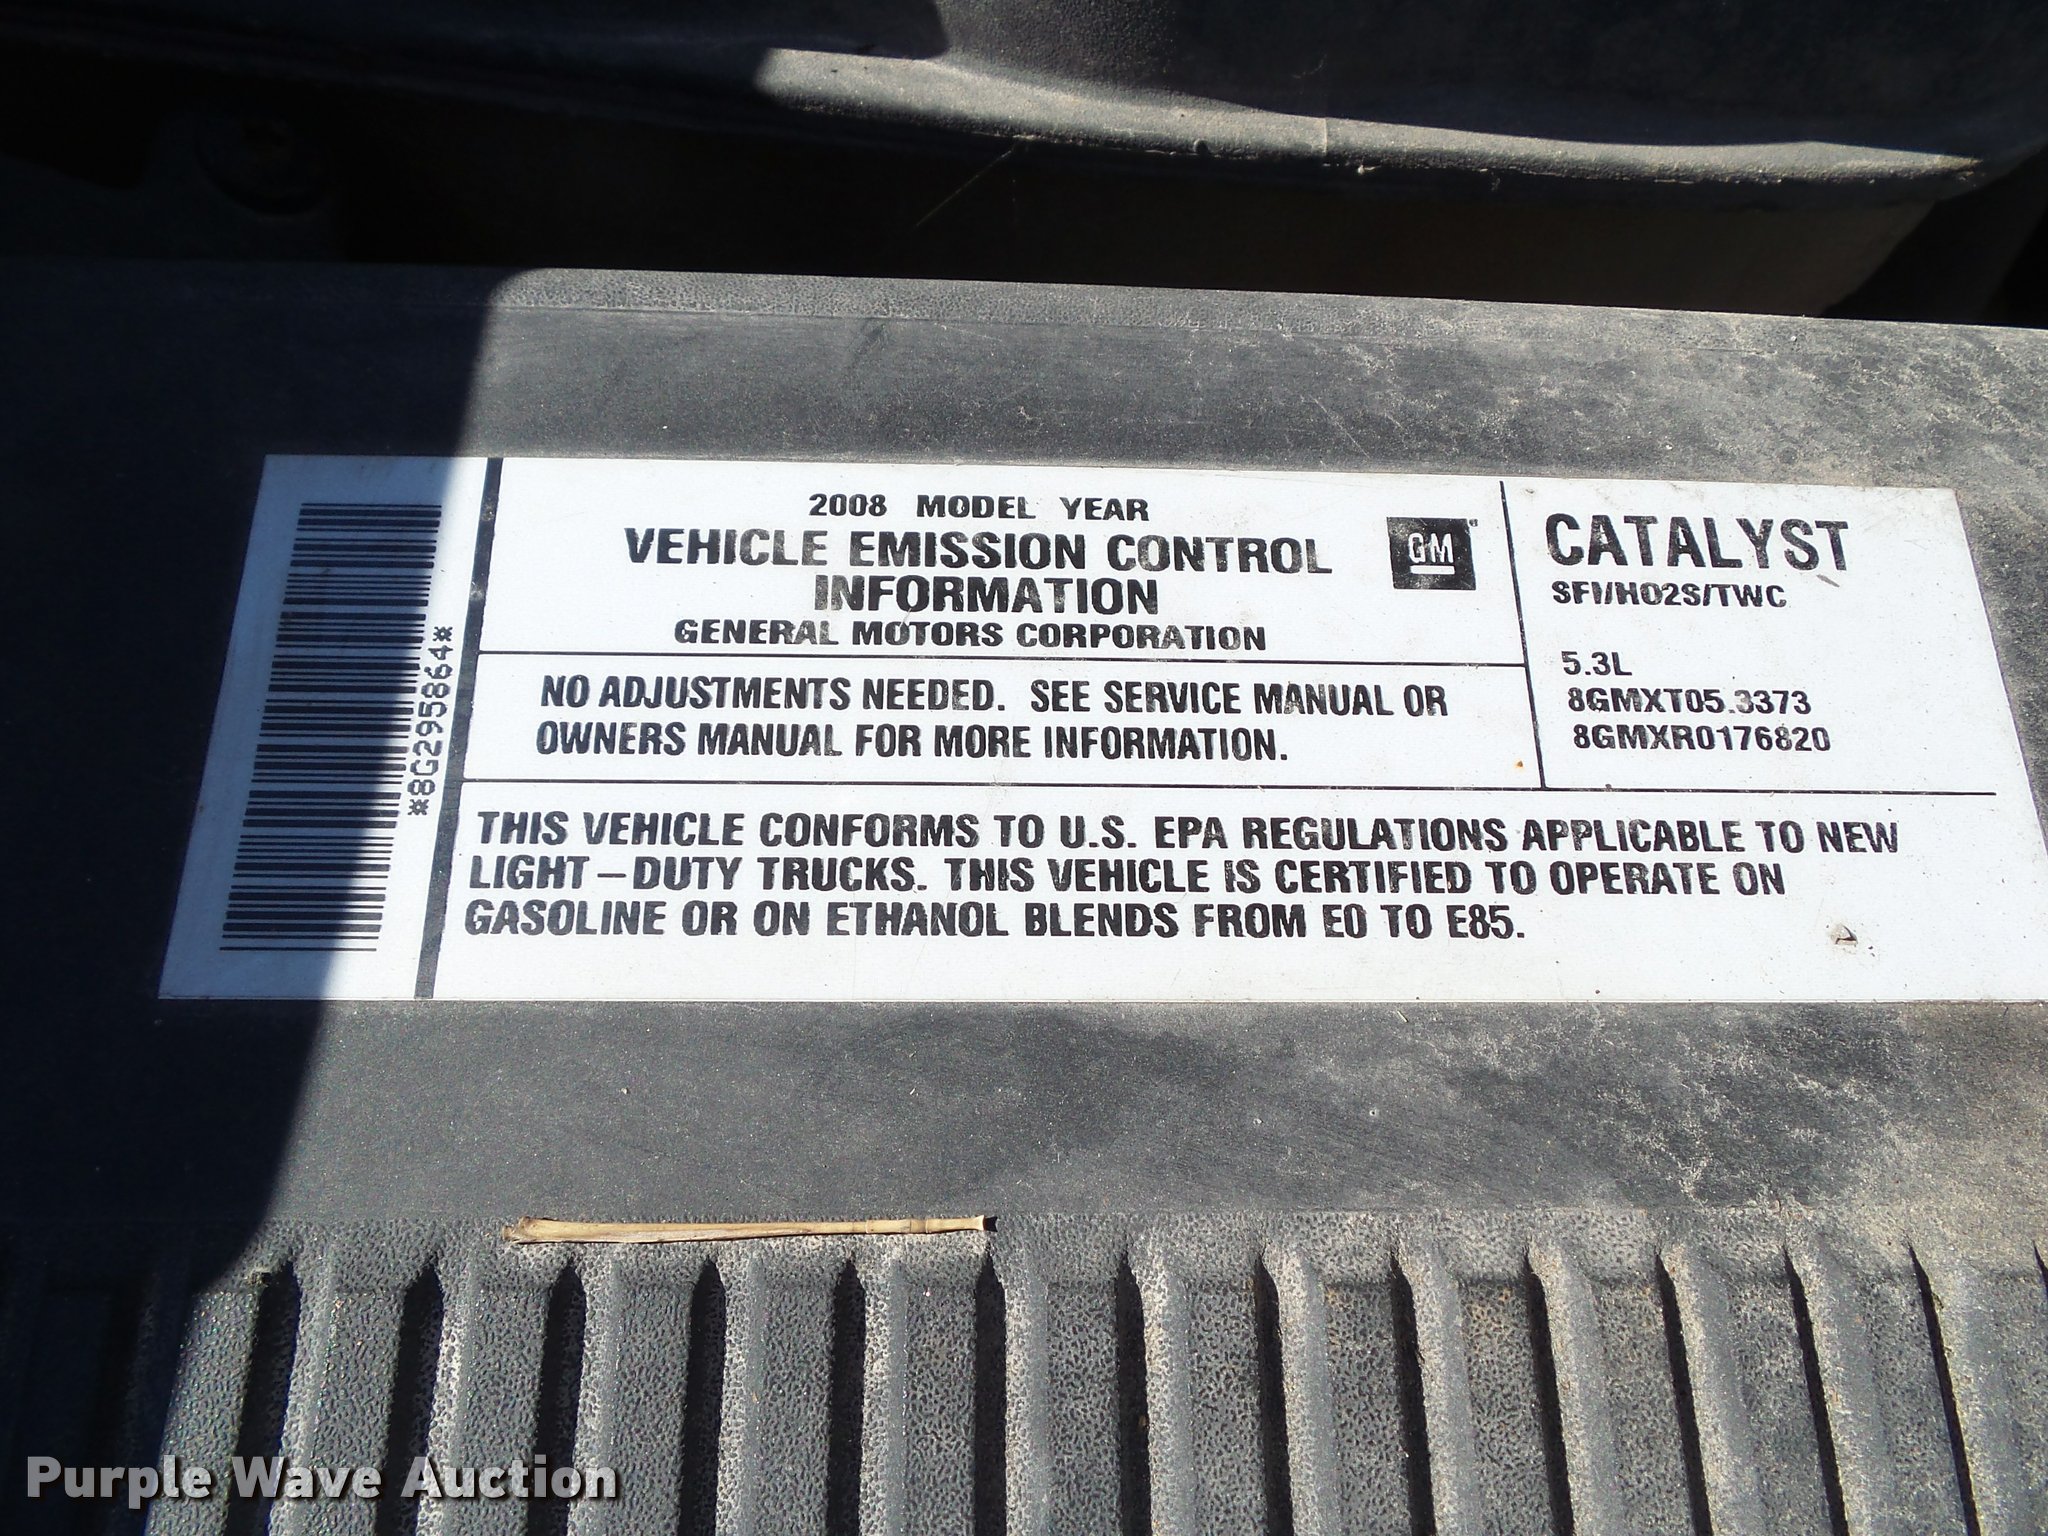 2008 MODEL YEAR
VEHICLE EMISSION CONTROL
INFORMATION
GENERAL MOTORS CORPORATION
GM
NO ADJUSTMENTS NEEDED. SEE SERVICE MANUAL OR
OWNERS MANUAL FOR MORE INFORMATION.
CATALYST
SFI/HO2S/TWC
5.3L
8GMXT05.3373
8GMXR0176820
THIS VEHICLE CONFORMS TO U.S. EPA REGULATIONS APPLICABLE TO NEW
LIGHT-DUTY TRUCKS. THIS VEHICLE IS CERTIFIED TO OPERATE ON
GASOLINE OR ON ETHANOL BLENDS FROM E0 TO E85.
*8G295864*
Purple Wave Auction